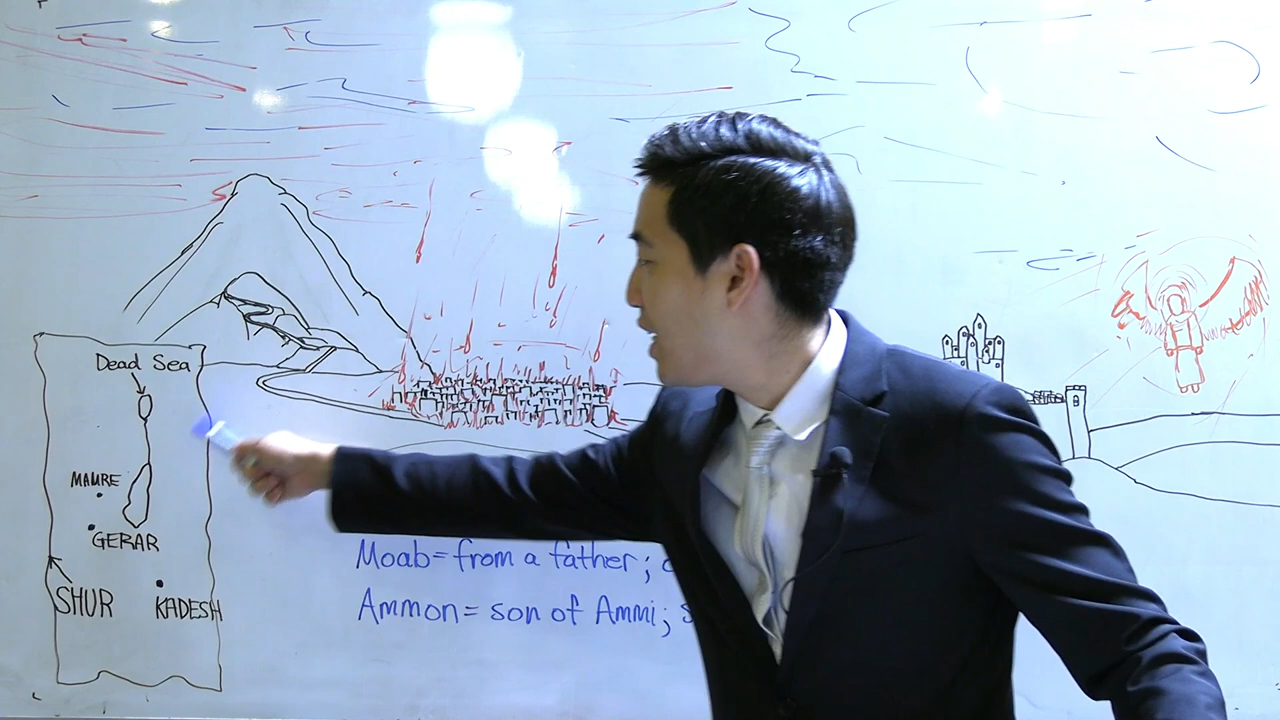 Dead Sea
MAURE
GERAR
SHUR
KADESH
Moab = from a father;
Ammon = son of Ammi;